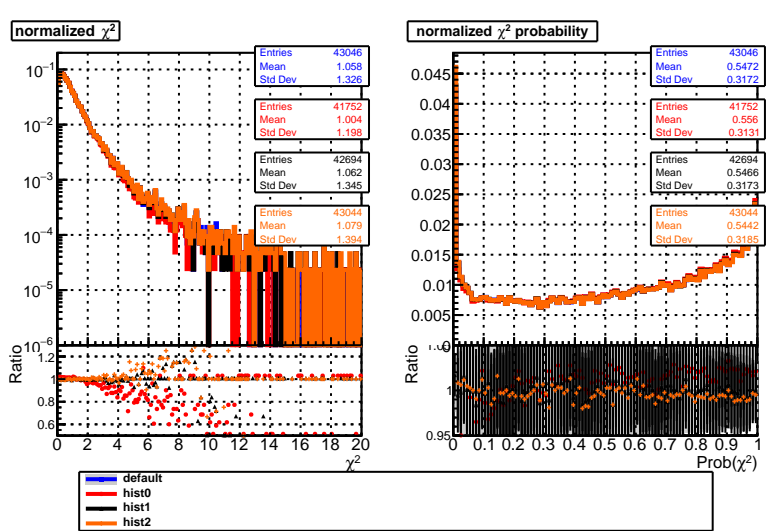 normalized χ²
Entries 43046
Mean 1.058
Std Dev 1.326
Entries 41752
Mean 1.004
Std Dev 1.198
Entries 42694
Mean 1.062
Std Dev 1.345
Entries 43044
Mean 1.079
Std Dev 1.394
10⁻¹
10⁻²
10⁻³
10⁻⁴
10⁻⁵
10⁻⁶
Ratio
1.2
1
0.8
0.6
0 2 4 6 8 10 12 14 16 18 20
χ²
normalized χ² probability
Entries 43046
Mean 0.5472
Std Dev 0.3172
Entries 41752
Mean 0.556
Std Dev 0.3131
Entries 42694
Mean 0.5466
Std Dev 0.3173
Entries 43044
Mean 0.5442
Std Dev 0.3185
0.045
0.04
0.035
0.03
0.025
0.02
0.015
0.01
0.005
Ratio
0.95
0 0.1 0.2 0.3 0.4 0.5 0.6 0.7 0.8 0.9 1
Prob(χ²)
default
hist0
hist1
hist2